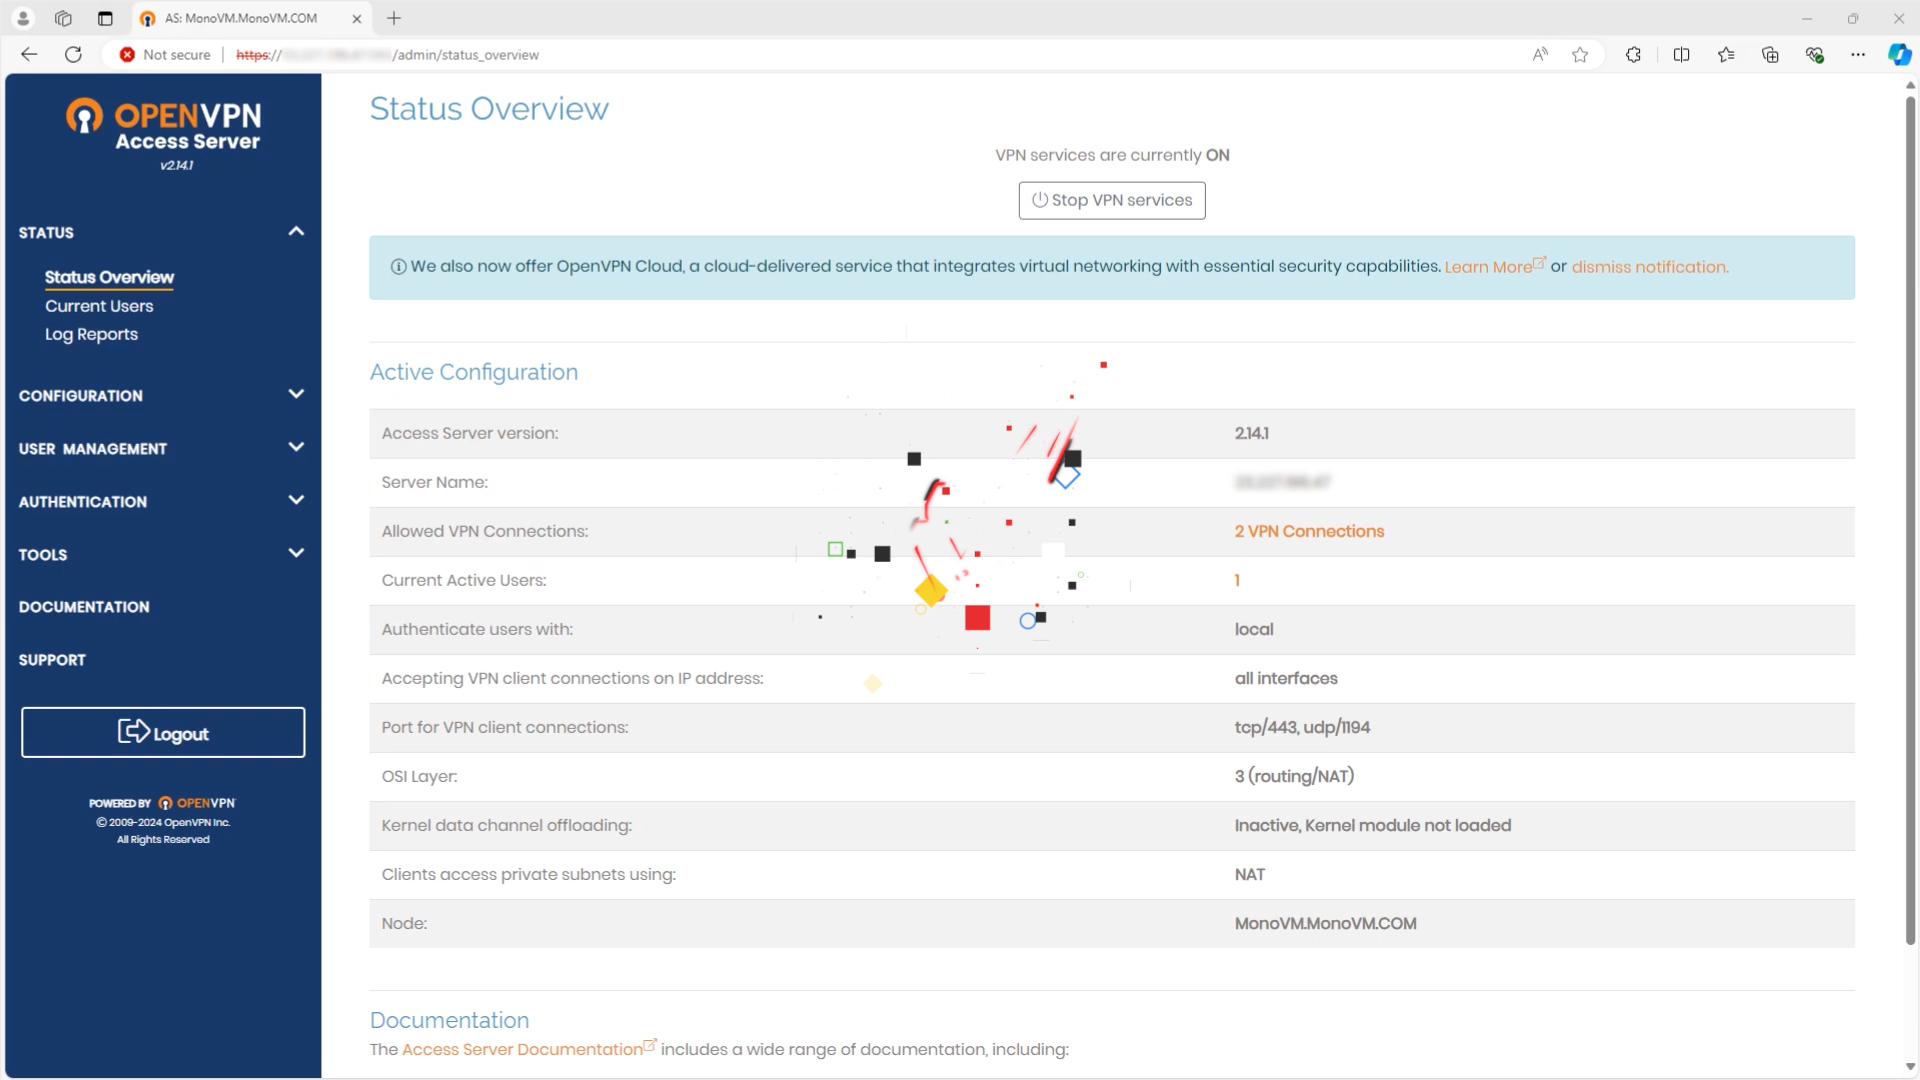 AS: MonoVM.MonoVM.COM
Not secure
https://
/admin/status_overview
OPENVPN
Access Server
v2.14.1
STATUS
Status Overview
Current Users
Log Reports
CONFIGURATION
USER MANAGEMENT
AUTHENTICATION
TOOLS
DOCUMENTATION
SUPPORT
Logout
POWERED BY OPENVPN
© 2009-2024 OpenVPN Inc.
All Rights Reserved
Status Overview
VPN services are currently ON
Stop VPN services
We also now offer OpenVPN Cloud, a cloud-delivered service that integrates virtual networking with essential security capabilities. Learn More or dismiss notification.
Active Configuration
Access Server version: 2.14.1
Server Name:
Allowed VPN Connections: 2 VPN Connections
Current Active Users: 1
Authenticate users with: local
Accepting VPN client connections on IP address: all interfaces
Port for VPN client connections: tcp/443, udp/1194
OSI Layer: 3 (routing/NAT)
Kernel data channel offloading: Inactive, Kernel module not loaded
Clients access private subnets using: NAT
Node: MonoVM.MonoVM.COM
Documentation
The Access Server Documentation includes a wide range of documentation, including: